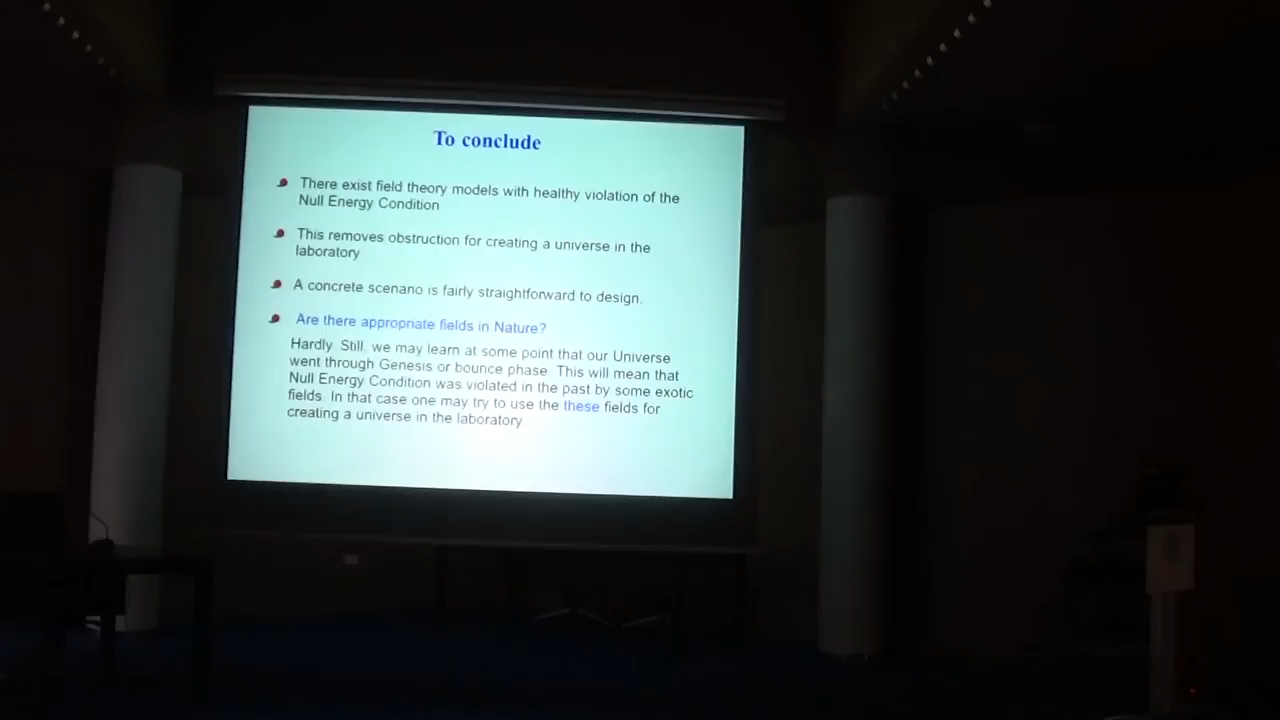 To conclude
There exist field theory models with healthy violation of the
Null Energy Condition
This removes obstruction for creating a universe in the
laboratory
A concrete scenario is fairly straightforward to design.
Are there appropriate fields in Nature?
Hardly. Still, we may learn at some point that our Universe
went through Genesis or bounce phase. This will mean that
Null Energy Condition was violated in the past by some exotic
fields. In that case one may try to use the these fields for
creating a universe in the laboratory